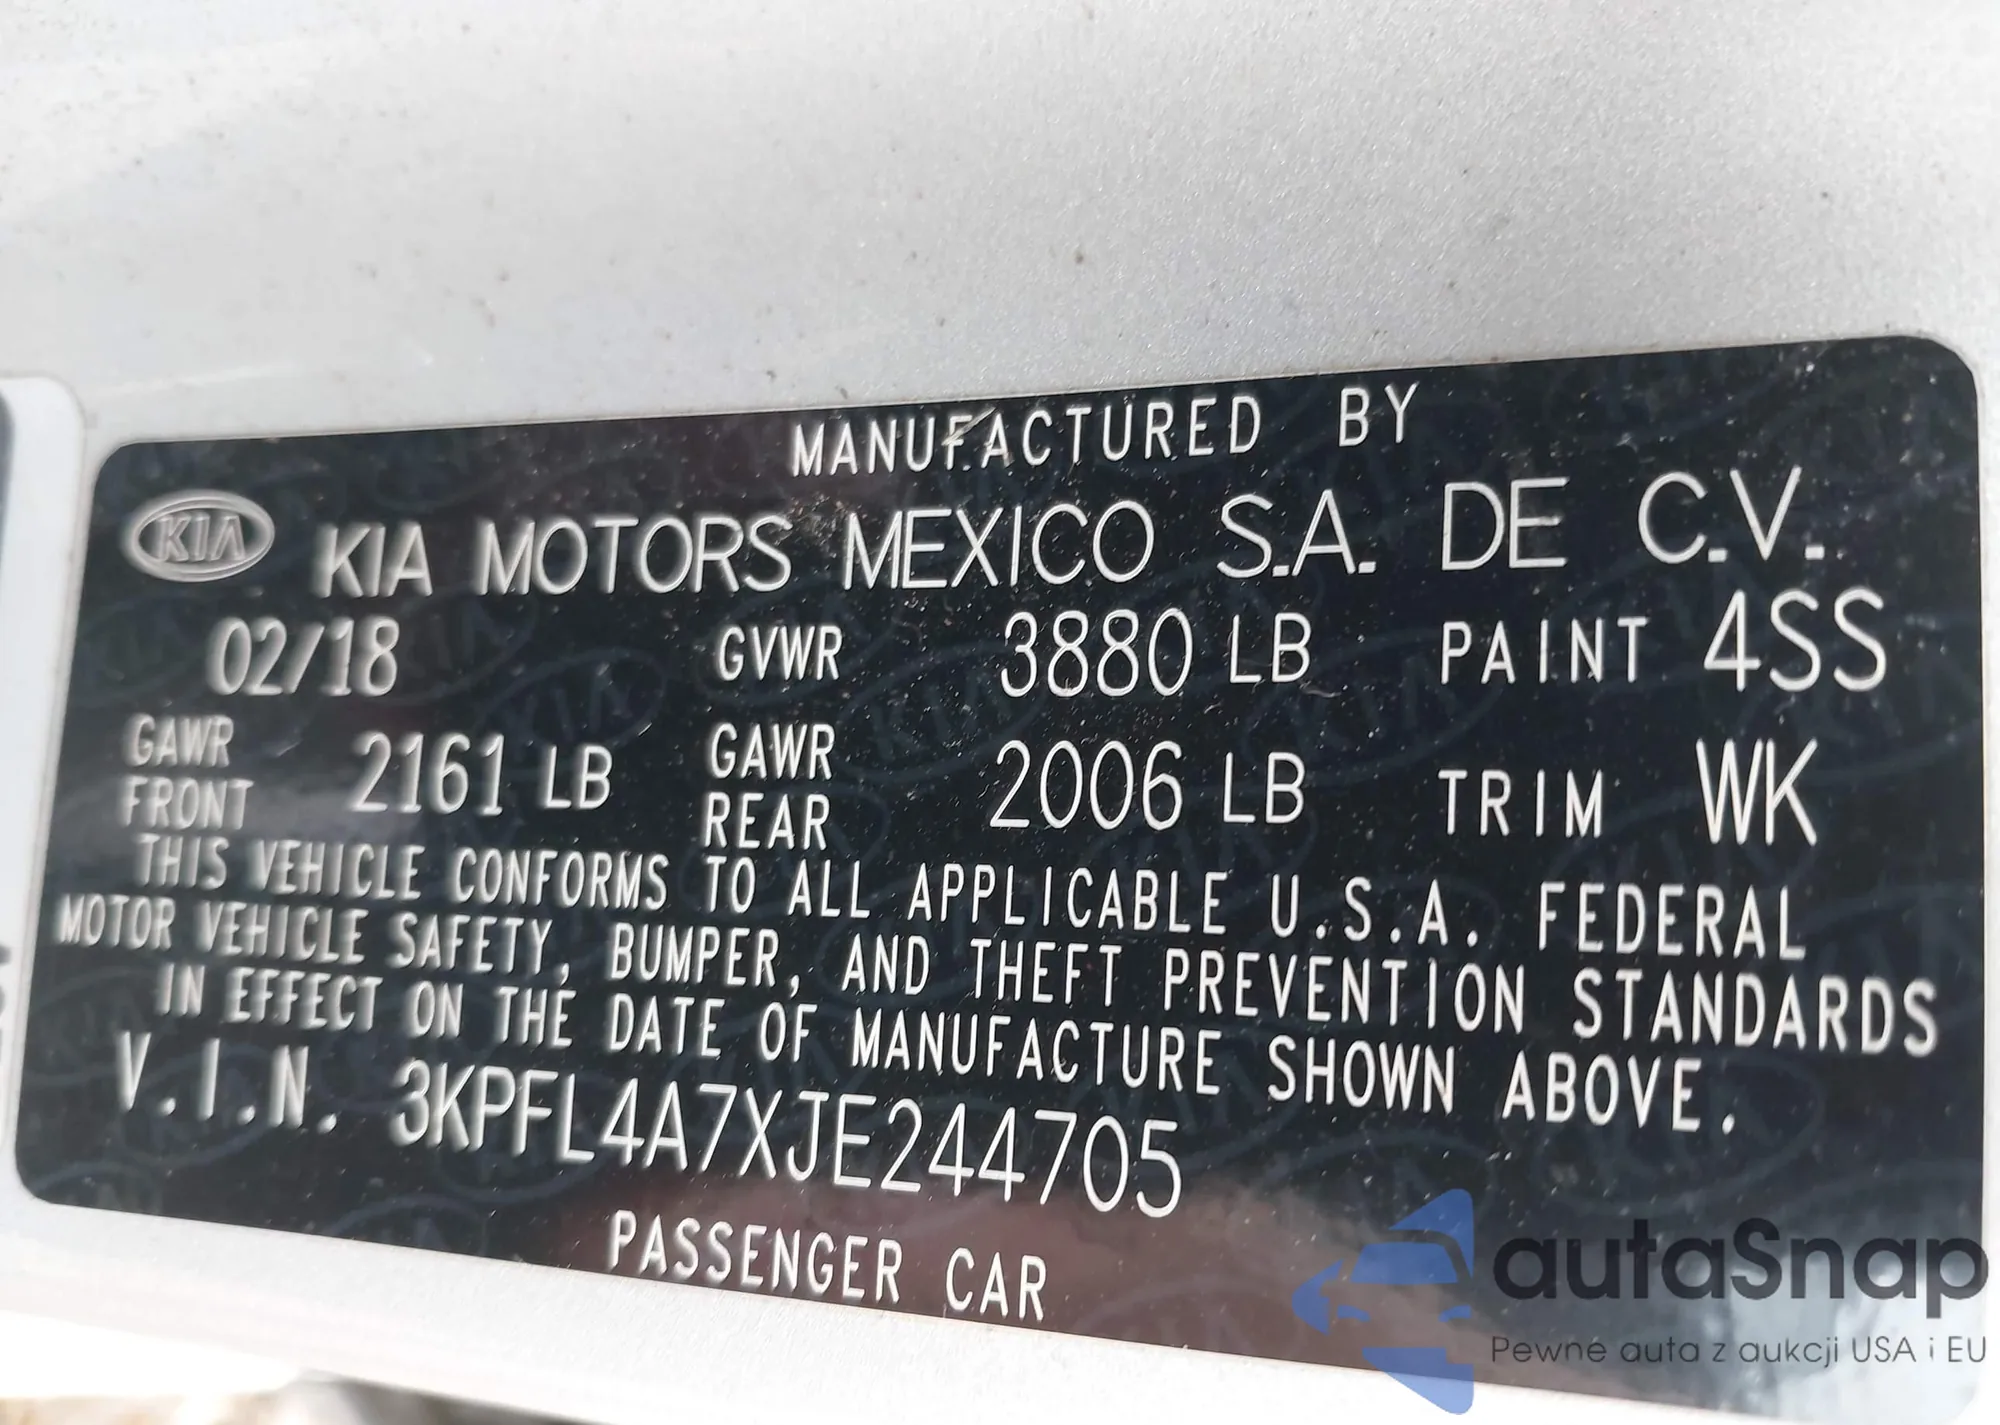 MANUFACTURED BY
KIA KIA MOTORS MEXICO S.A. DE C.V.
02/18 GVWR 3880 LB PAINT 4SS
GAWR FRONT 2161 LB GAWR REAR 2006 LB TRIM WK
THIS VEHICLE CONFORMS TO ALL APPLICABLE U.S.A. FEDERAL
MOTOR VEHICLE SAFETY, BUMPER, AND THEFT PREVENTION STANDARDS
IN EFFECT ON THE DATE OF MANUFACTURE SHOWN ABOVE.
V.I.N. 3KPFL4A7XJE244705
PASSENGER CAR
autaSnap
Pewne auta z aukcji USA i EU